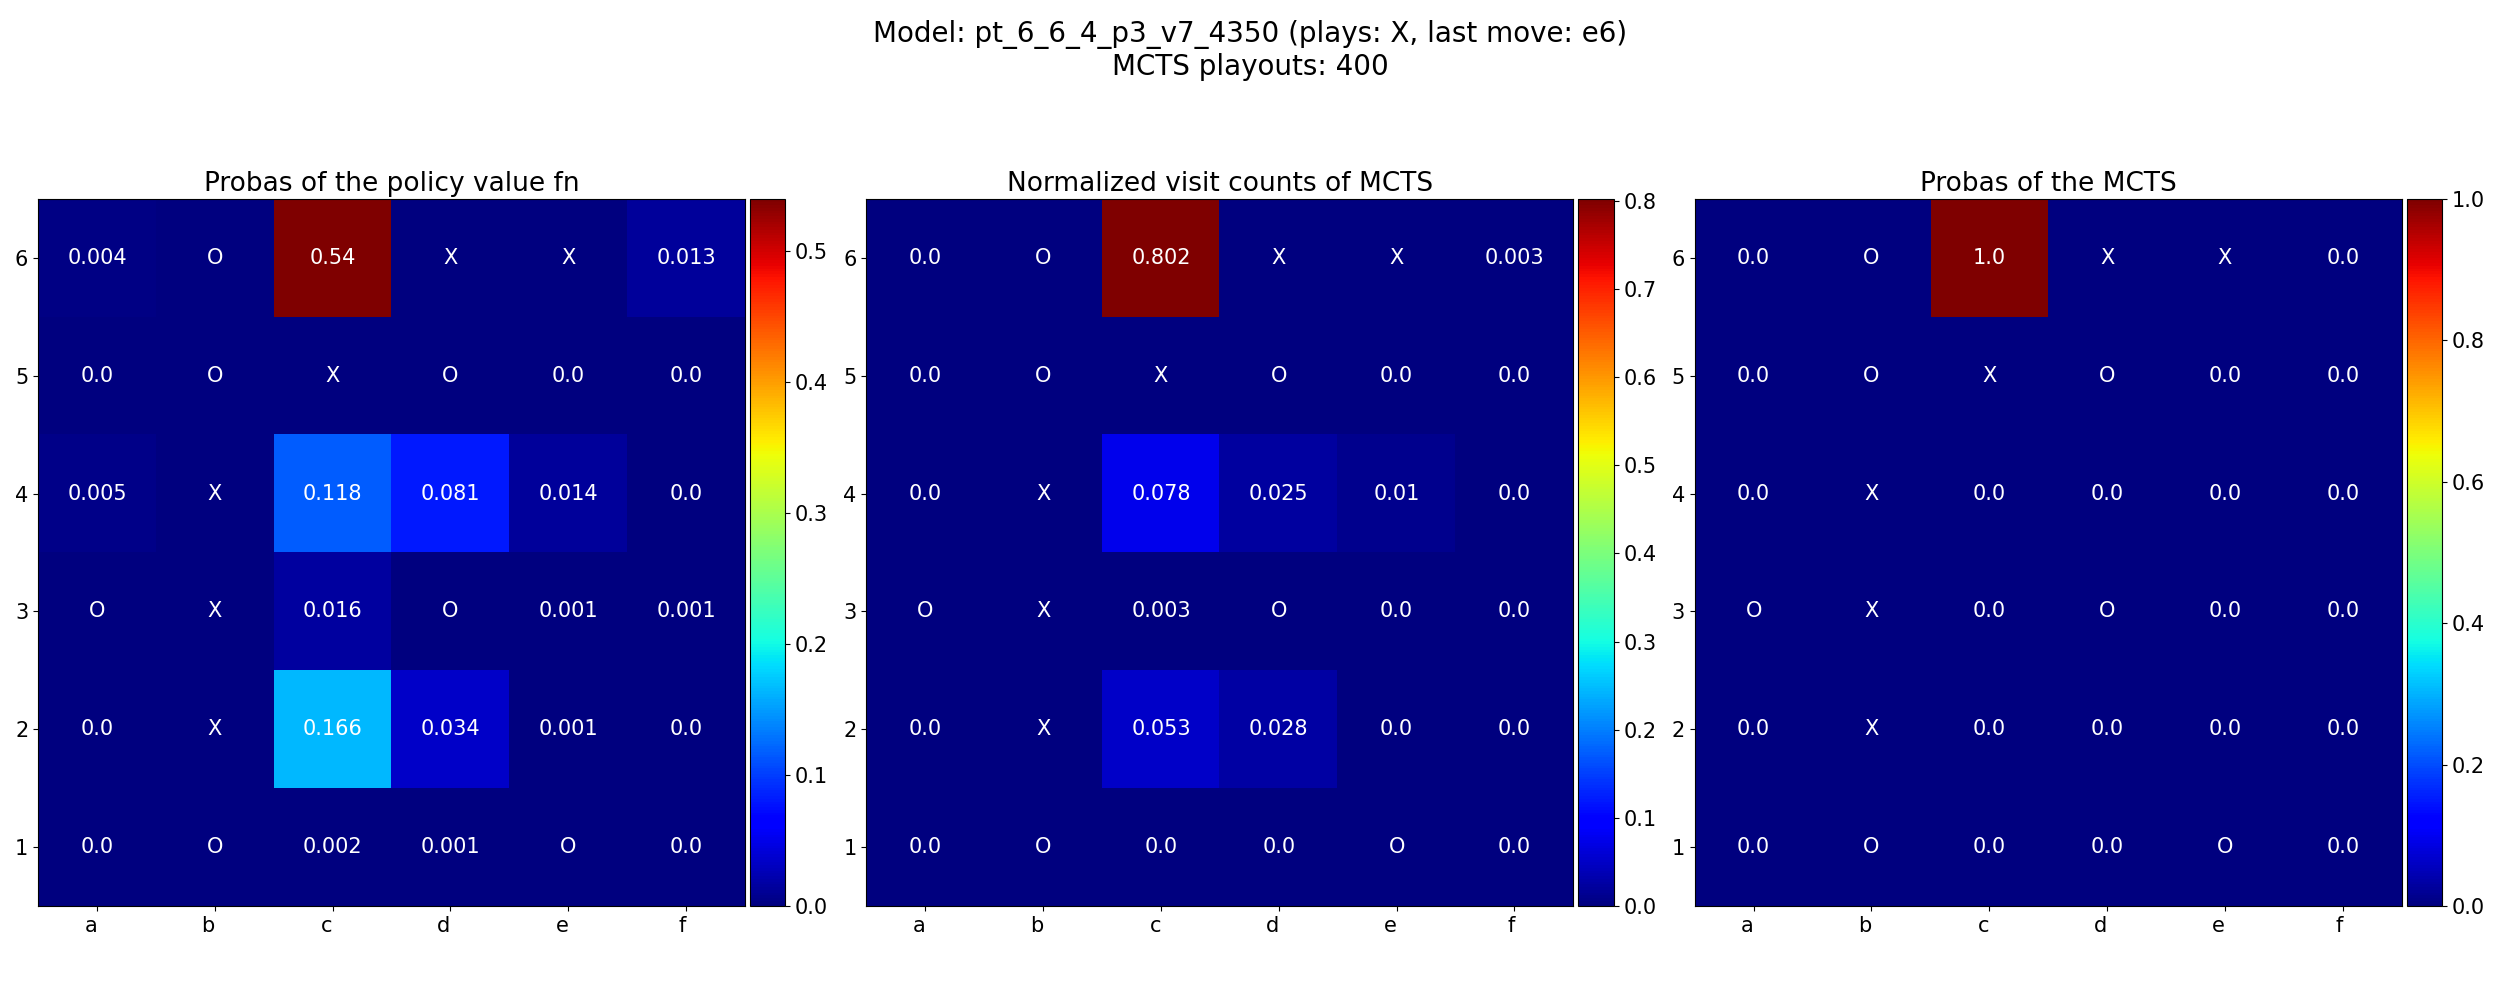 Model: pt_6_6_4_p3_v7_4350 (plays: X, last move: e6)
MCTS playouts: 400
Probas of the policy value fn
6 0.004 O 0.54 X X 0.013
5 0.0 O X O 0.0 0.0
4 0.005 X 0.118 0.081 0.014 0.0
3 O X 0.016 O 0.001 0.001
2 0.0 X 0.166 0.034 0.001 0.0
1 0.0 O 0.002 0.001 O 0.0
a b c d e f
0.5
0.4
0.3
0.2
0.1
0.0
Normalized visit counts of MCTS
6 0.0 O 0.802 X X 0.003
5 0.0 O X O 0.0 0.0
4 0.0 X 0.078 0.025 0.01 0.0
3 O X 0.003 O 0.0 0.0
2 0.0 X 0.053 0.028 0.0 0.0
1 0.0 O 0.0 0.0 O 0.0
a b c d e f
0.8
0.7
0.6
0.5
0.4
0.3
0.2
0.1
0.0
Probas of the MCTS
6 0.0 O 1.0 X X 0.0
5 0.0 O X O 0.0 0.0
4 0.0 X 0.0 0.0 0.0 0.0
3 O X 0.0 O 0.0 0.0
2 0.0 X 0.0 0.0 0.0 0.0
1 0.0 O 0.0 0.0 O 0.0
a b c d e f
1.0
0.8
0.6
0.4
0.2
0.0